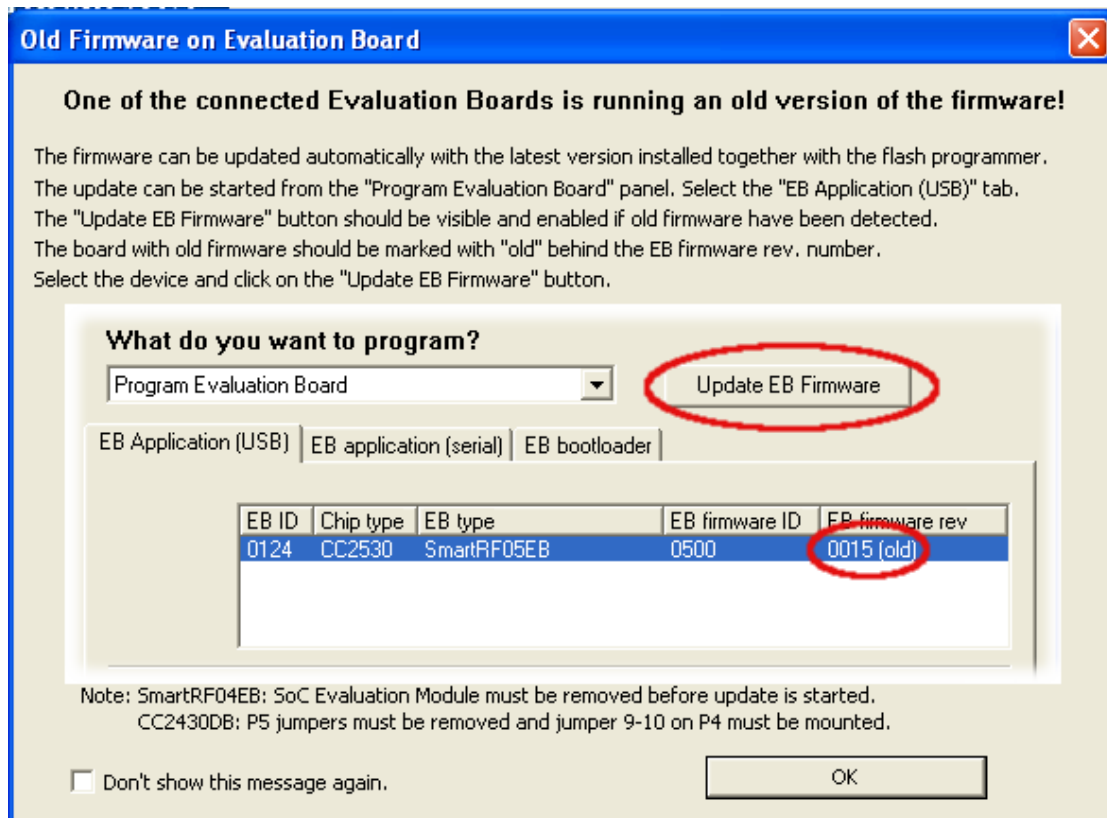 Old Firmware on Evaluation Board
One of the connected Evaluation Boards is running an old version of the firmware!
The firmware can be updated automatically with the latest version installed together with the flash programmer.
The update can be started from the "Program Evaluation Board" panel. Select the "EB Application (USB)" tab.
The "Update EB Firmware" button should be visible and enabled if old firmware have been detected.
The board with old firmware should be marked with "old" behind the EB firmware rev. number.
Select the device and click on the "Update EB Firmware" button.
What do you want to program?
Program Evaluation Board Update EB Firmware
EB Application (USB) EB application (serial) EB bootloader
EB ID Chip type EB type EB firmware ID EB firmware rev
0124 CC2530 SmartRF05EB 0500 0015 (old)
Note: SmartRF04EB: SoC Evaluation Module must be removed before update is started.
CC2430DB: P5 jumpers must be removed and jumper 9-10 on P4 must be mounted.
Don't show this message again. OK